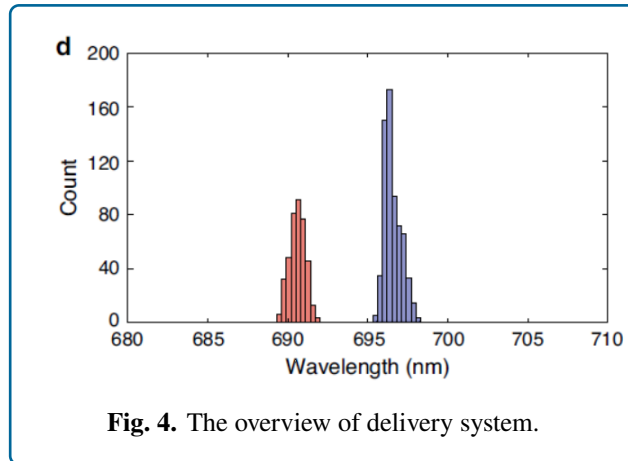 d
200
160
120
80
40
0
Count
680 685 690 695 700 705 710
Wavelength (nm)
Fig. 4. The overview of delivery system.